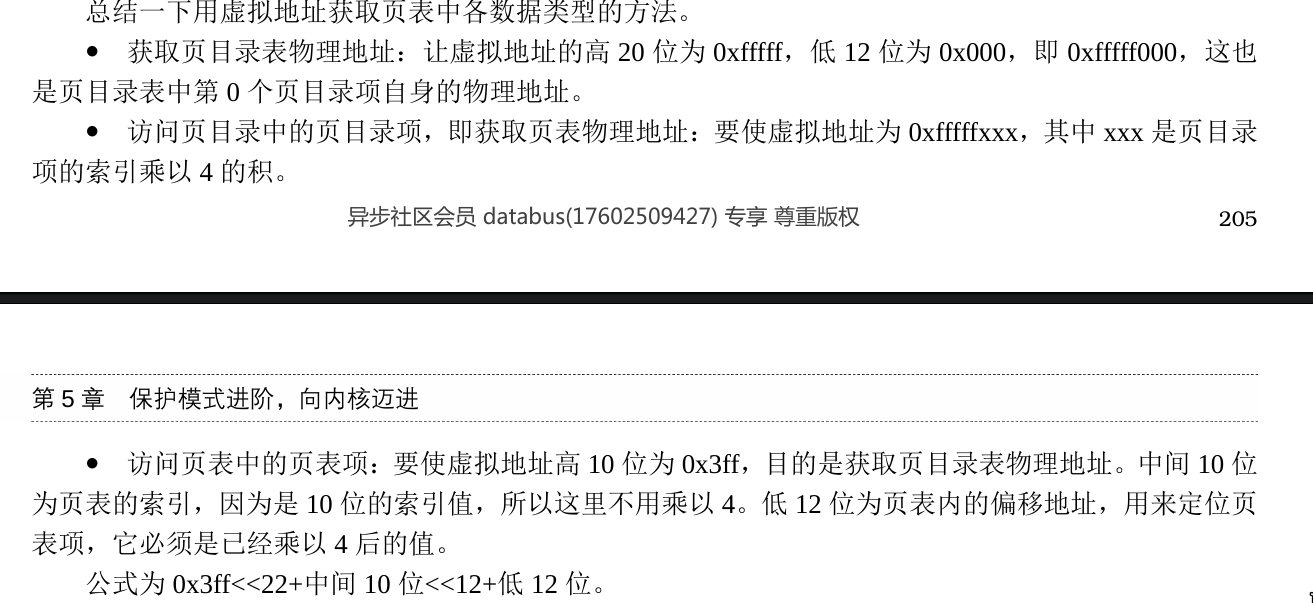 总结一下用虚拟地址获取页表中各数据类型的方法。
● 获取页目录表物理地址：让虚拟地址的高 20 位为 0xfffff，低 12 位为 0x000，即 0xfffff000，这也
是页目录表中第 0 个页目录项自身的物理地址。
● 访问页目录中的页目录项，即获取页表物理地址：要使虚拟地址为 0xfffffxxx，其中 xxx 是页目录
项的索引乘以 4 的积。
异步社区会员 databus(17602509427) 专享 尊重版权
205
第 5 章 保护模式进阶，向内核迈进
● 访问页表中的页表项：要使虚拟地址高 10 位为 0x3ff，目的是获取页目录表物理地址。中间 10 位
为页表的索引，因为是 10 位的索引值，所以这里不用乘以 4。低 12 位为页表内的偏移地址，用来定位页
表项，它必须是已经乘以 4 后的值。
公式为 0x3ff<<22+中间 10 位<<12+低 12 位。